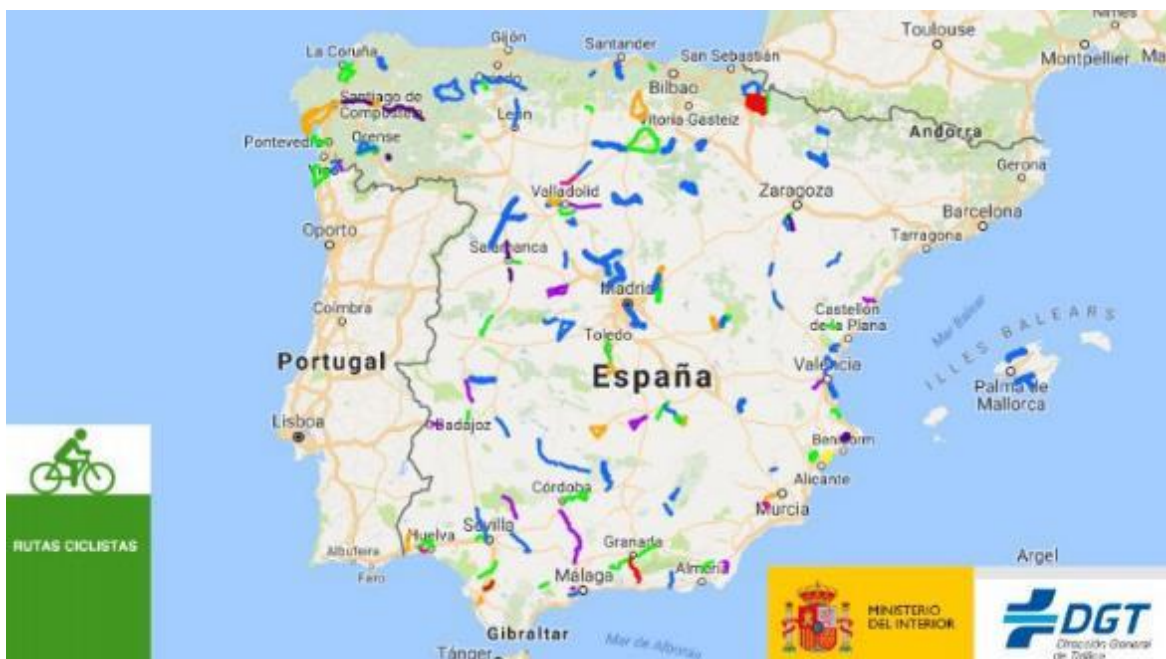 Gijón
Nimes
La Coruña
Santander
San Sebastián
Toulouse
Montpellier
Oviedo
Bilbao
Santiago de
Compostela
León
Vitoria-Gasteiz
Andorra
Pontevedra
Orense
Vigo
Gerona
Valladolid
Zaragoza
Barcelona
Oporto
Tarragona
Salamanca
Madrid
Coímbra
Castellón
de la Plana
Mar Balear
ILLES BALEARS
Toledo
Portugal
España
Valencia
Palma de
Mallorca
Lisboa
Badajoz
Benidorm
Alicante
Córdoba
Murcia
RUTAS CICLISTAS
Huelva
Sevilla
Albufeira
Faro
Granada
Argel
Málaga
Almería
MINISTERIO
DEL INTERIOR
DGT
Dirección General
de Tráfico
Gibraltar
Mar de Alborán
Tánger